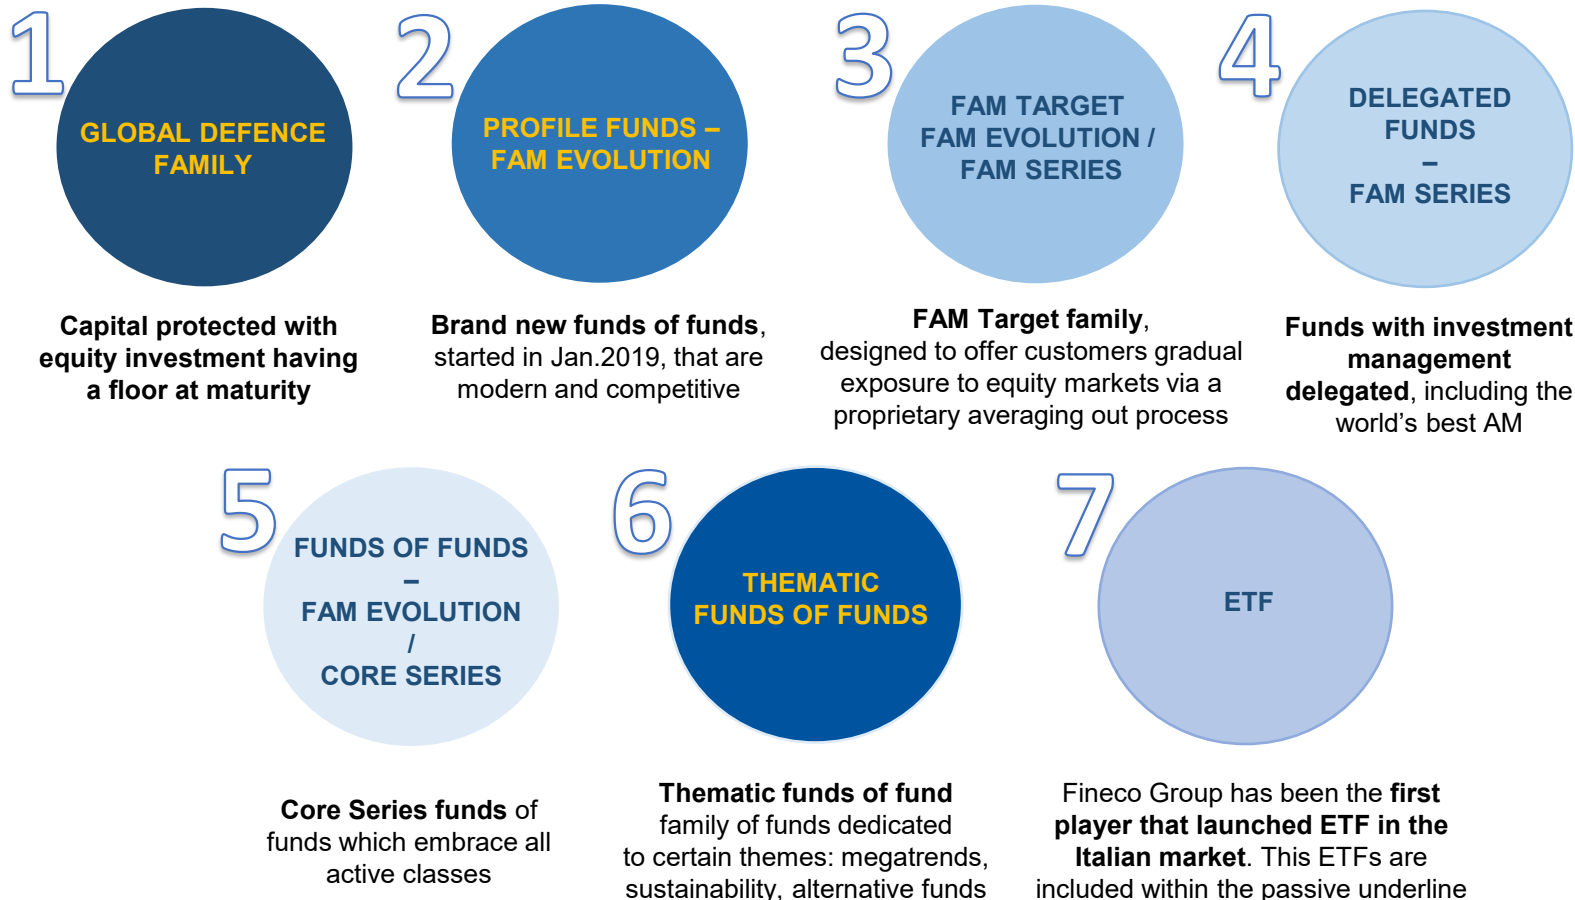 1
GLOBAL DEFENCE
FAMILY
Capital protected with
equity investment having
a floor at maturity
2
PROFILE FUNDS –
FAM EVOLUTION
Brand new funds of funds,
started in Jan.2019, that are
modern and competitive
3
FAM TARGET
FAM EVOLUTION /
FAM SERIES
FAM Target family,
designed to offer customers gradual
exposure to equity markets via a
proprietary averaging out process
4
DELEGATED
FUNDS
–
FAM SERIES
Funds with investment
management
delegated, including the
world’s best AM
5
FUNDS OF FUNDS
–
FAM EVOLUTION
/
CORE SERIES
Core Series funds of
funds which embrace all
active classes
6
THEMATIC
FUNDS OF FUNDS
Thematic funds of fund
family of funds dedicated
to certain themes: megatrends,
sustainability, alternative funds
7
ETF
Fineco Group has been the first
player that launched ETF in the
Italian market. This ETFs are
included within the passive underline